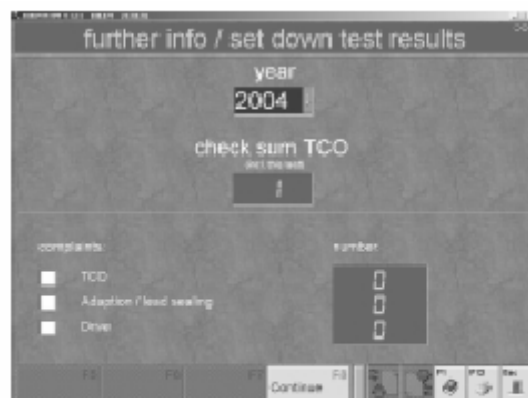 further info / set down test results
year
2004
check sum TCO
1
complaints: number
TCO 0
Adaption / lead sealing 0
Driver 0
F8
Continue